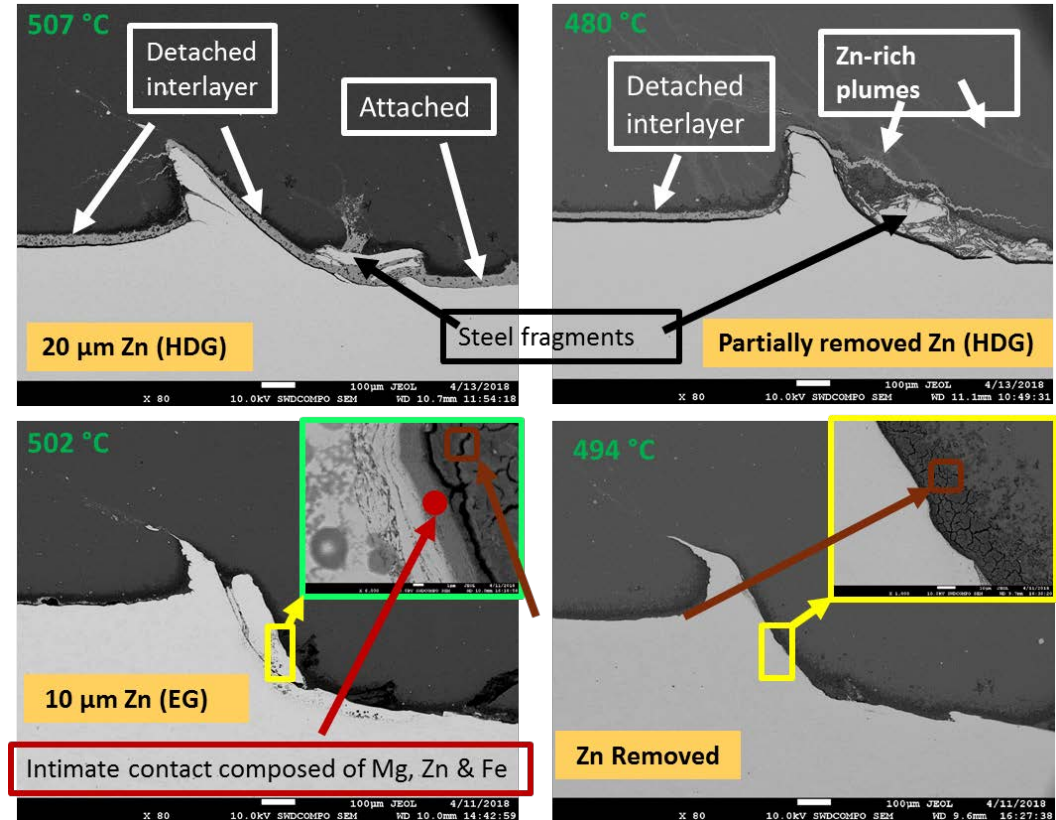 507 °C
Detached
interlayer
Attached
Steel fragments
20 µm Zn (HDG)
100µm JEOL 4/13/2018
X 80 10.0kV SWDCOMPO SEM WD 10.7mm 11:54:18
480 °C
Zn-rich
plumes
Detached
interlayer
Partially removed Zn (HDG)
100µm JEOL 4/13/2018
X 80 10.0kV SWDCOMPO SEM WD 11.1mm 10:49:31
502 °C
10 µm Zn (EG)
Intimate contact composed of Mg, Zn & Fe
100µm JEOL 4/11/2018
X 80 10.0kV SWDCOMPO SEM WD 10.0mm 14:42:59
494 °C
Zn Removed
100µm JEOL 4/11/2018
X 80 10.0kV SWDCOMPO SEM WD 9.6mm 16:27:38